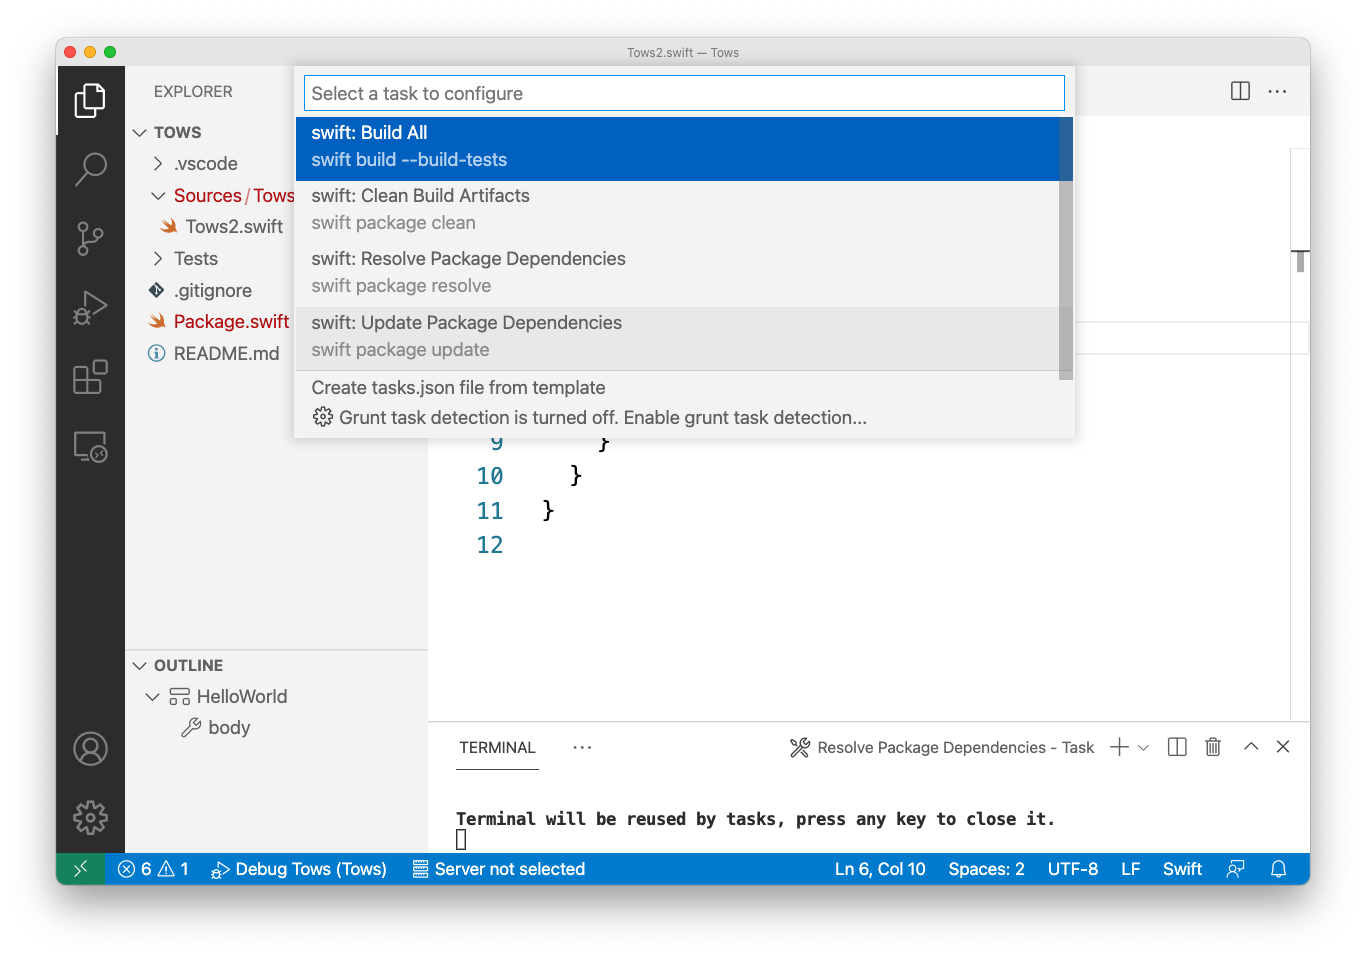 Tows2.swift — Tows
EXPLORER
TOWS
.vscode
Sources/Tows
Tows2.swift
Tests
.gitignore
Package.swift
README.md
Select a task to configure
swift: Build All
swift build --build-tests
swift: Clean Build Artifacts
swift package clean
swift: Resolve Package Dependencies
swift package resolve
swift: Update Package Dependencies
swift package update
Create tasks.json file from template
Grunt task detection is turned off. Enable grunt task detection...
9 }
10 }
11 }
12
OUTLINE
HelloWorld
body
TERMINAL ... Resolve Package Dependencies - Task
Terminal will be reused by tasks, press any key to close it.
6 1 Debug Tows (Tows) Server not selected Ln 6, Col 10 Spaces: 2 UTF-8 LF Swift